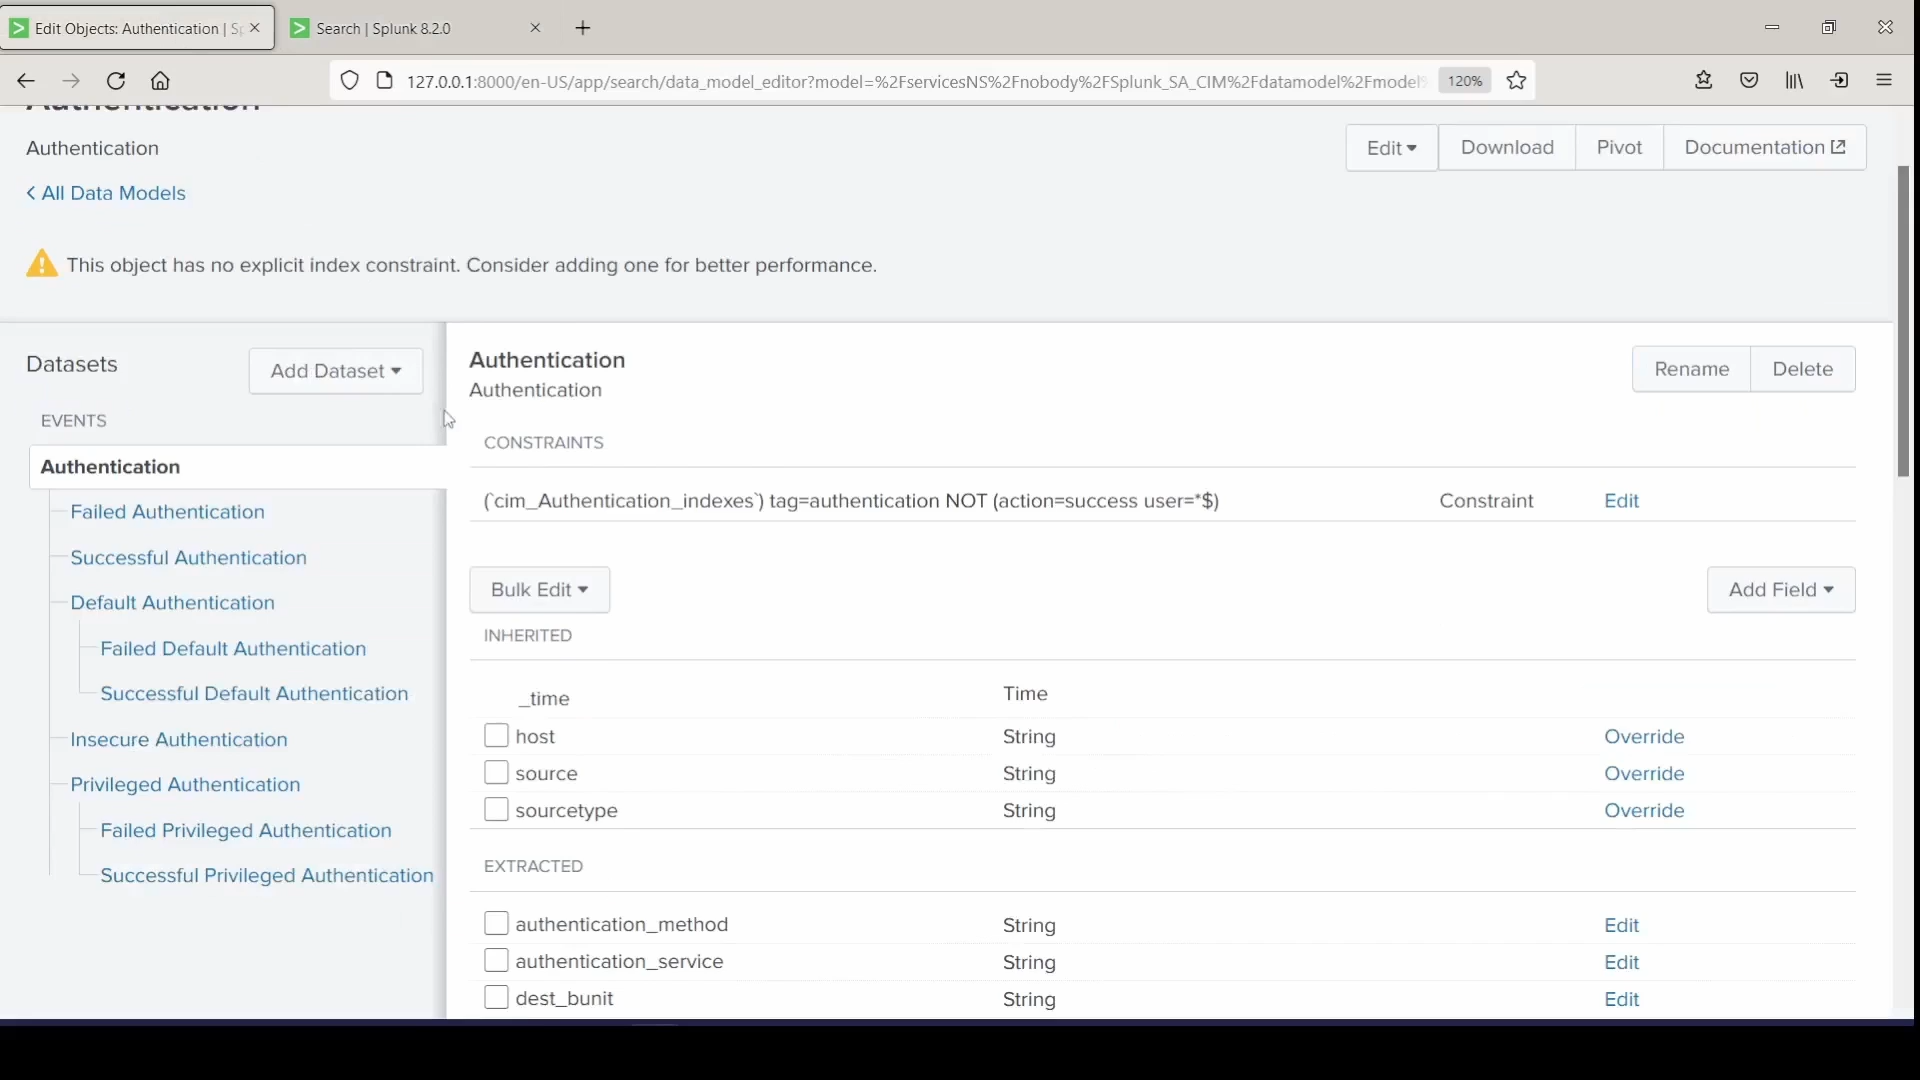 Edit Objects: Authentication | Sp
Search | Splunk 8.2.0
127.0.0.1:8000/en-US/app/search/data_model_editor?model=%2FservicesNS%2Fnobody%2FSplunk_SA_CIM%2Fdatamodel%2Fmodel%
120%
Authentication
Authentication
Edit
Download
Pivot
Documentation
< All Data Models
This object has no explicit index constraint. Consider adding one for better performance.
Datasets
Add Dataset
EVENTS
Authentication
Failed Authentication
Successful Authentication
Default Authentication
Failed Default Authentication
Successful Default Authentication
Insecure Authentication
Privileged Authentication
Failed Privileged Authentication
Successful Privileged Authentication
Authentication
Authentication
Rename
Delete
CONSTRAINTS
(`cim_Authentication_indexes`) tag=authentication NOT (action=success user=*$) Constraint Edit
Bulk Edit
Add Field
INHERITED
_time Time
host String Override
source String Override
sourcetype String Override
EXTRACTED
authentication_method String Edit
authentication_service String Edit
dest_bunit String Edit